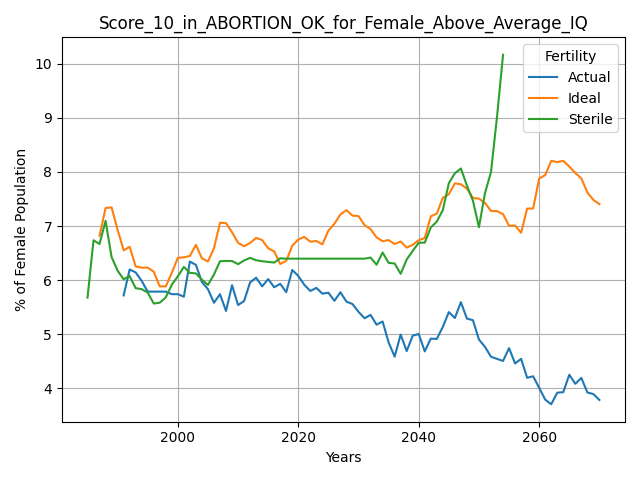 Score_10_in_ABORTION_OK_for_Female_Above_Average_IQ
Fertility
Actual
Ideal
Sterile
% of Female Population
10
9
8
7
6
5
4
2000
2020
2040
2060
Years